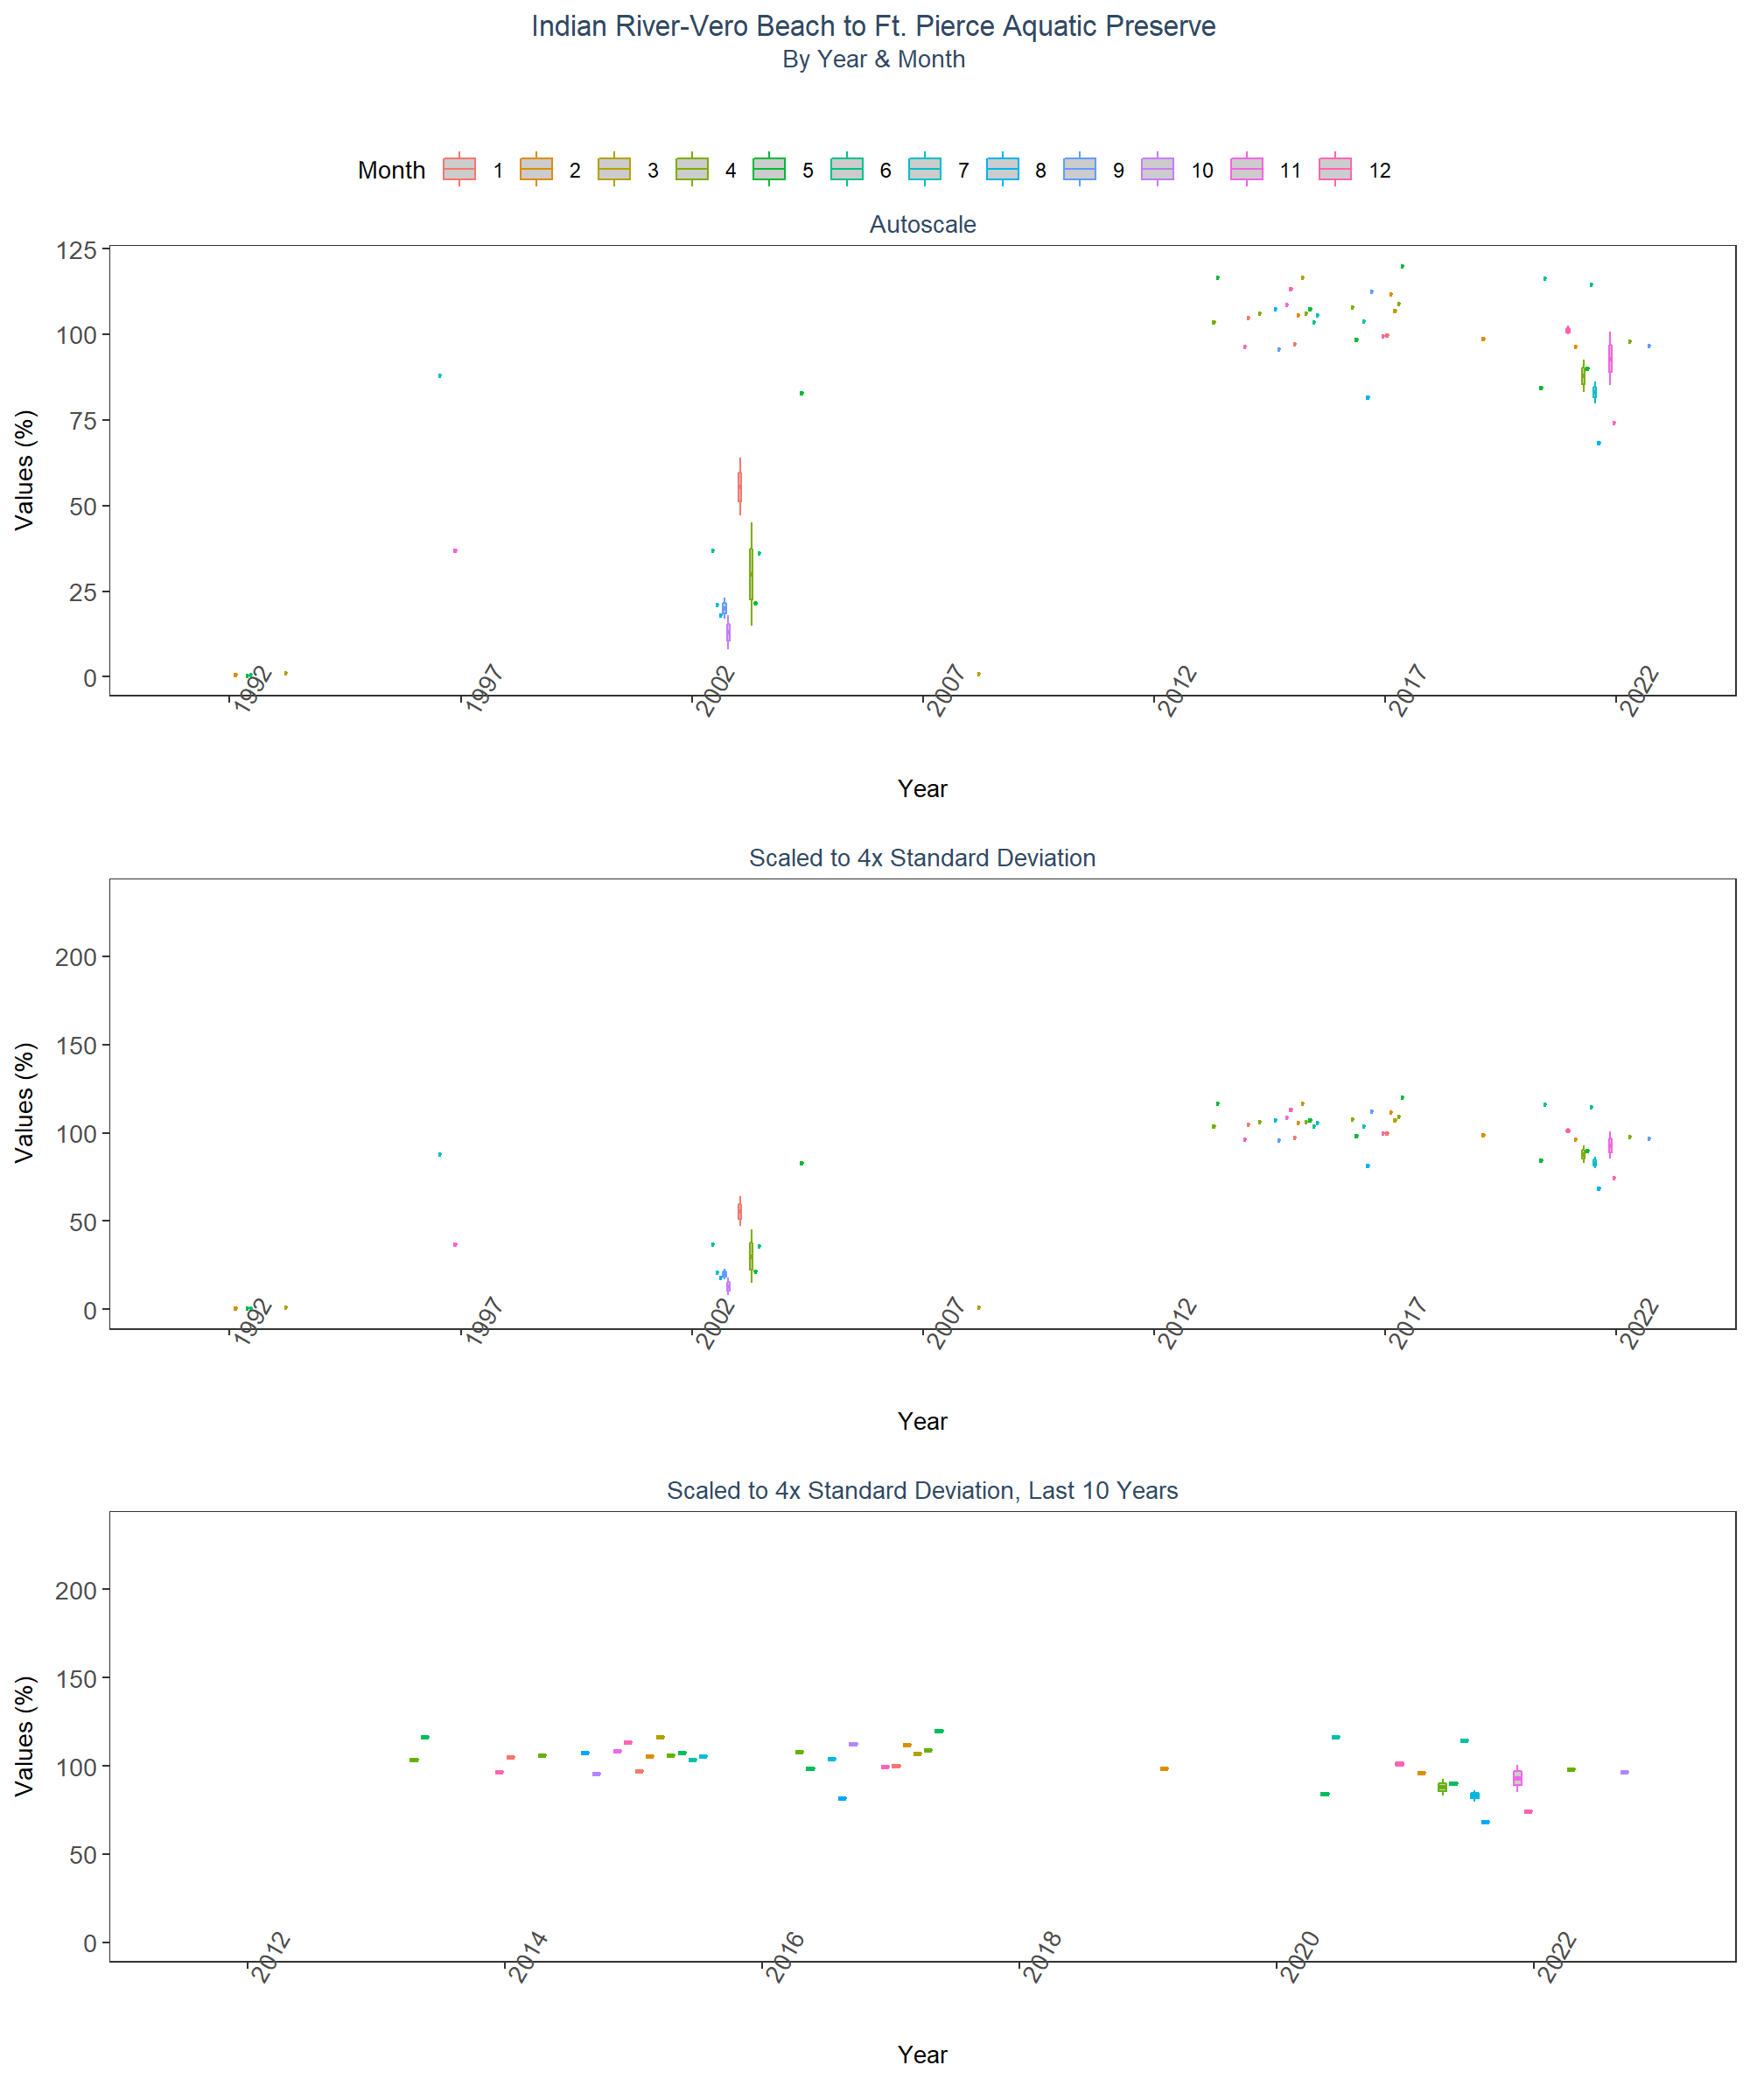 Indian River-Vero Beach to Ft. Pierce Aquatic Preserve
By Year & Month
Month 1 2 3 4 5 6 7 8 9 10 11 12
Autoscale
125
100
75
50
25
0
Values (%)
1992 1997 2002 2007 2012 2017 2022
Year
Scaled to 4x Standard Deviation
200
150
100
50
0
Values (%)
1992 1997 2002 2007 2012 2017 2022
Year
Scaled to 4x Standard Deviation, Last 10 Years
200
150
100
50
0
Values (%)
2012 2014 2016 2018 2020 2022
Year